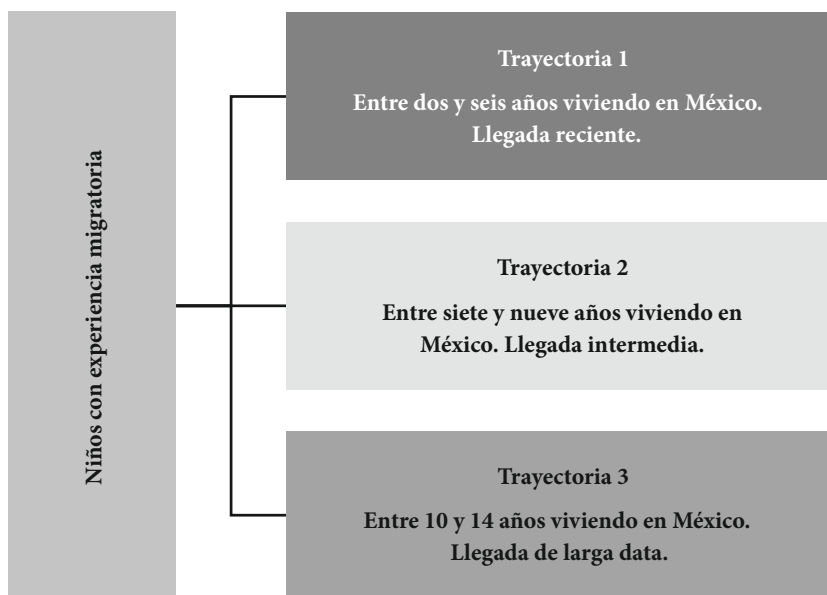 Niños con experiencia migratoria
Trayectoria 1
Entre dos y seis años viviendo en México.
Llegada reciente.
Trayectoria 2
Entre siete y nueve años viviendo en
México. Llegada intermedia.
Trayectoria 3
Entre 10 y 14 años viviendo en México.
Llegada de larga data.